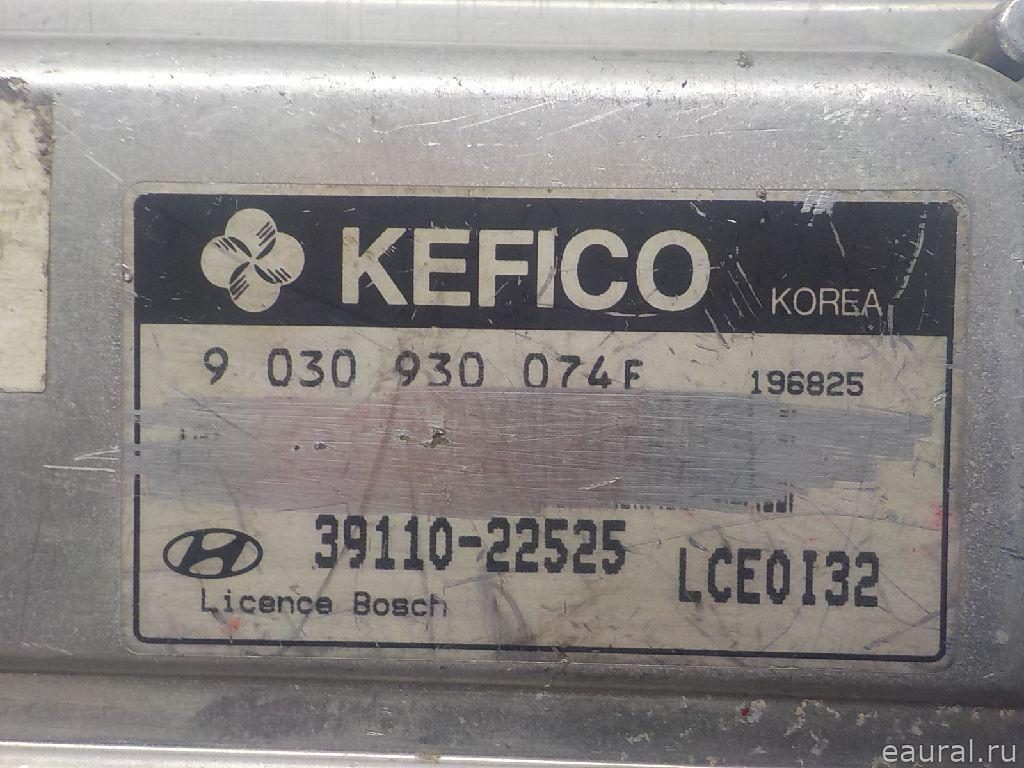 KEFICO KOREA
9 030 930 074F 196825
39110-22525 LCE0I32
Licence Bosch
eaural.ru